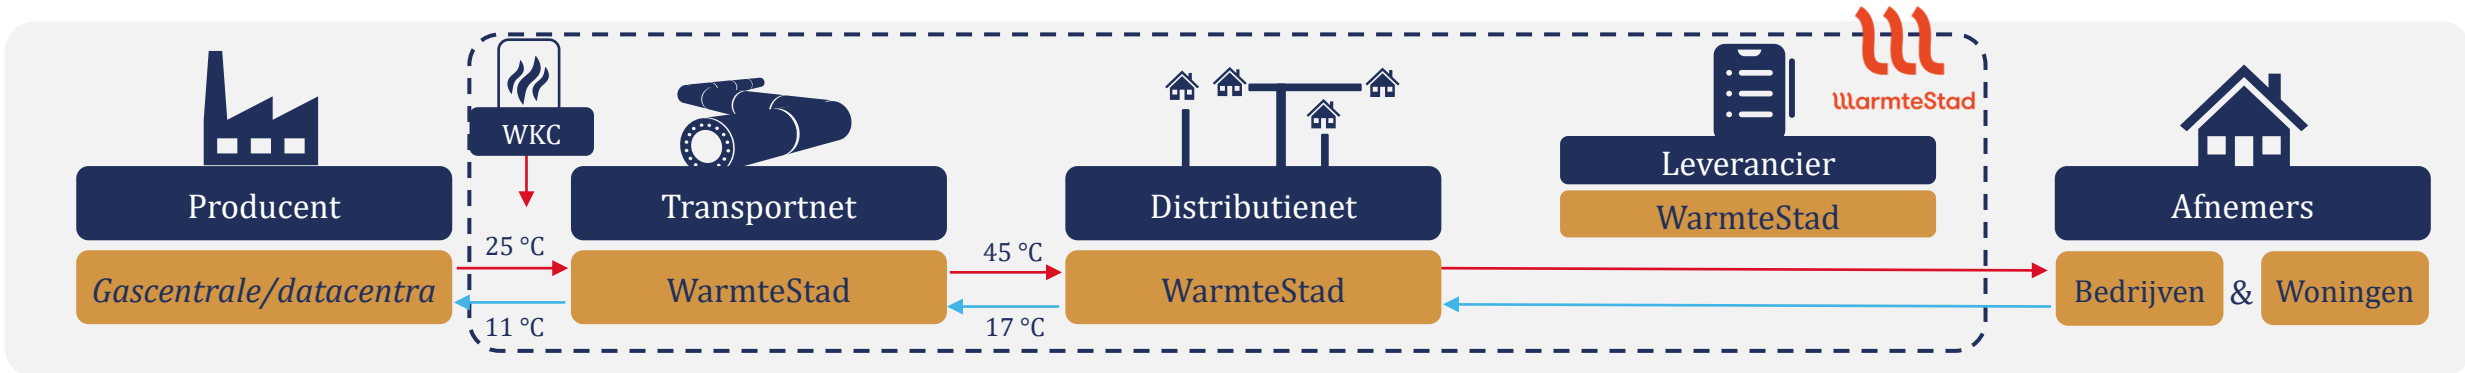 WKC
WarmteStad
Producent
Gascentrale/datacentra
25 °C
11 °C
Transportnet
WarmteStad
45 °C
17 °C
Distributienet
WarmteStad
Leverancier
WarmteStad
Afnemers
Bedrijven & Woningen